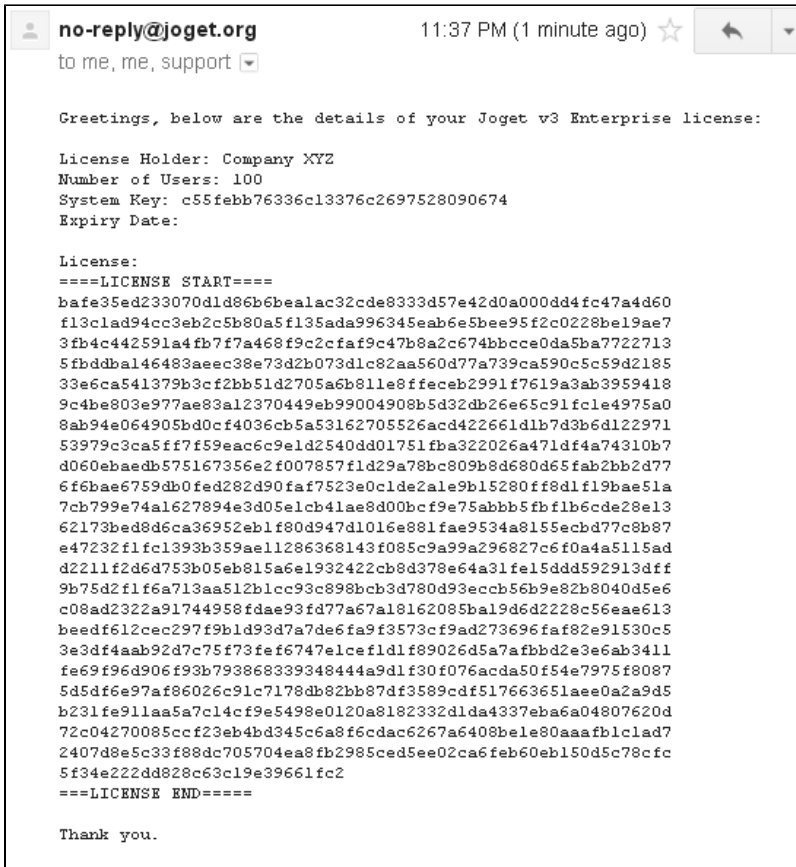 no-reply@joget.org 11:37 PM (1 minute ago)
to me, me, support
Greetings, below are the details of your Joget v3 Enterprise license:
License Holder: Company XYZ
Number of Users: 100
System Key: c55febb76336c13376c2697528090674
Expiry Date:
License:
====LICENSE START====
bafe35ed233070d1d86b6bea1ac32cde8333d57e42d0a000dd4fc47a4d60
f13c1ad94cc3eb2c5b80a5f135ada996345eab6e5bee95f2c0228be19ae7
3fb4c442591a4fb7f7a468f9c2cfaf9c47b8a2c674bbcce0da5ba7722713
5fbddba146483aeec38e73d2b073d1c82aa560d77a739ca590c5c59d2185
33e6ca541379b3cf2bb51d2705a6b811e8ffeceb2991f7619a3ab3959418
9c4be803e977ae83a12370449eb99004908b5d32db26e65c91fc1e4975a0
8ab94e064905bd0cf4036cb5a53162705526acd422661d1b7d3b6d122971
53979c3ca5ff7f59eac6c9e1d2540dd01751fba322026a471df4a74310b7
d060ebaedb575167356e2f007857f1d29a78bc809b8d680d65fab2bb2d77
6f6bae6759db0fed282d90faf7523e0c1de2a1e9b15280ff8d1f19bae51a
7cb799e74a1627894e3d05e1cb41ae8d00bcf9e75abbb5fbf1b6cde28e13
62173bed8d6ca36952eb1f80d947d1016e881fae9534a8155ecbd77c8b87
e47232f1fc1393b359ae11286368143f085c9a99a296827c6f0a4a5115ad
d2211f2d6d753b05eb815a6e1932422cb8d378e64a31fe15ddd592913dff
9b75d2f1f6a713aa512b1cc93c898bcb3d780d93eccb56b9e82b8040d5e6
c08ad2322a91744958fdae93fd77a67a18162085ba19d6d2228c56eae613
beedf612cec297f9b1d93d7a7de6fa9f3573cf9ad273696faf82e91530c5
3e3df4aab92d7c75f73fef6747e1cef1d1f89026d5a7afbbd2e3e6ab3411
fe69f96d906f93b793868339348444a9d1f30f076acda50f54e7975f8087
5d5df6e97af86026c91c7178db82bb87df3589cdf517663651aee0a2a9d5
b231fe911aa5a7c14cf9e5498e0120a8182332d1da4337eba6a04807620d
72c04270085ccf23eb4bd345c6a8f6cdac6267a6408be1e80aaafb1c1ad7
2407d8e5c33f88dc705704ea8fb2985ced5ee02ca6feb60eb150d5c78cfc
5f34e222dd828c63c19e39661fc2
===LICENSE END=====
Thank you.